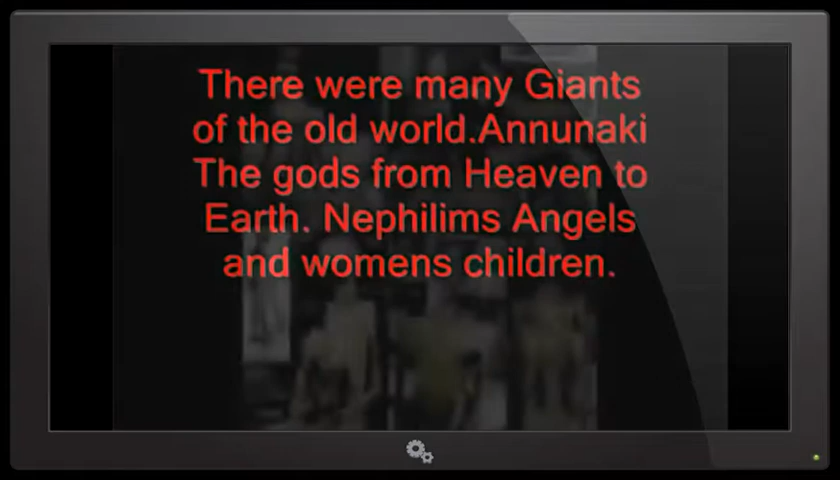 There were many Giants
of the old world.Annunaki
The gods from Heaven to
Earth. Nephilims Angels
and womens children.